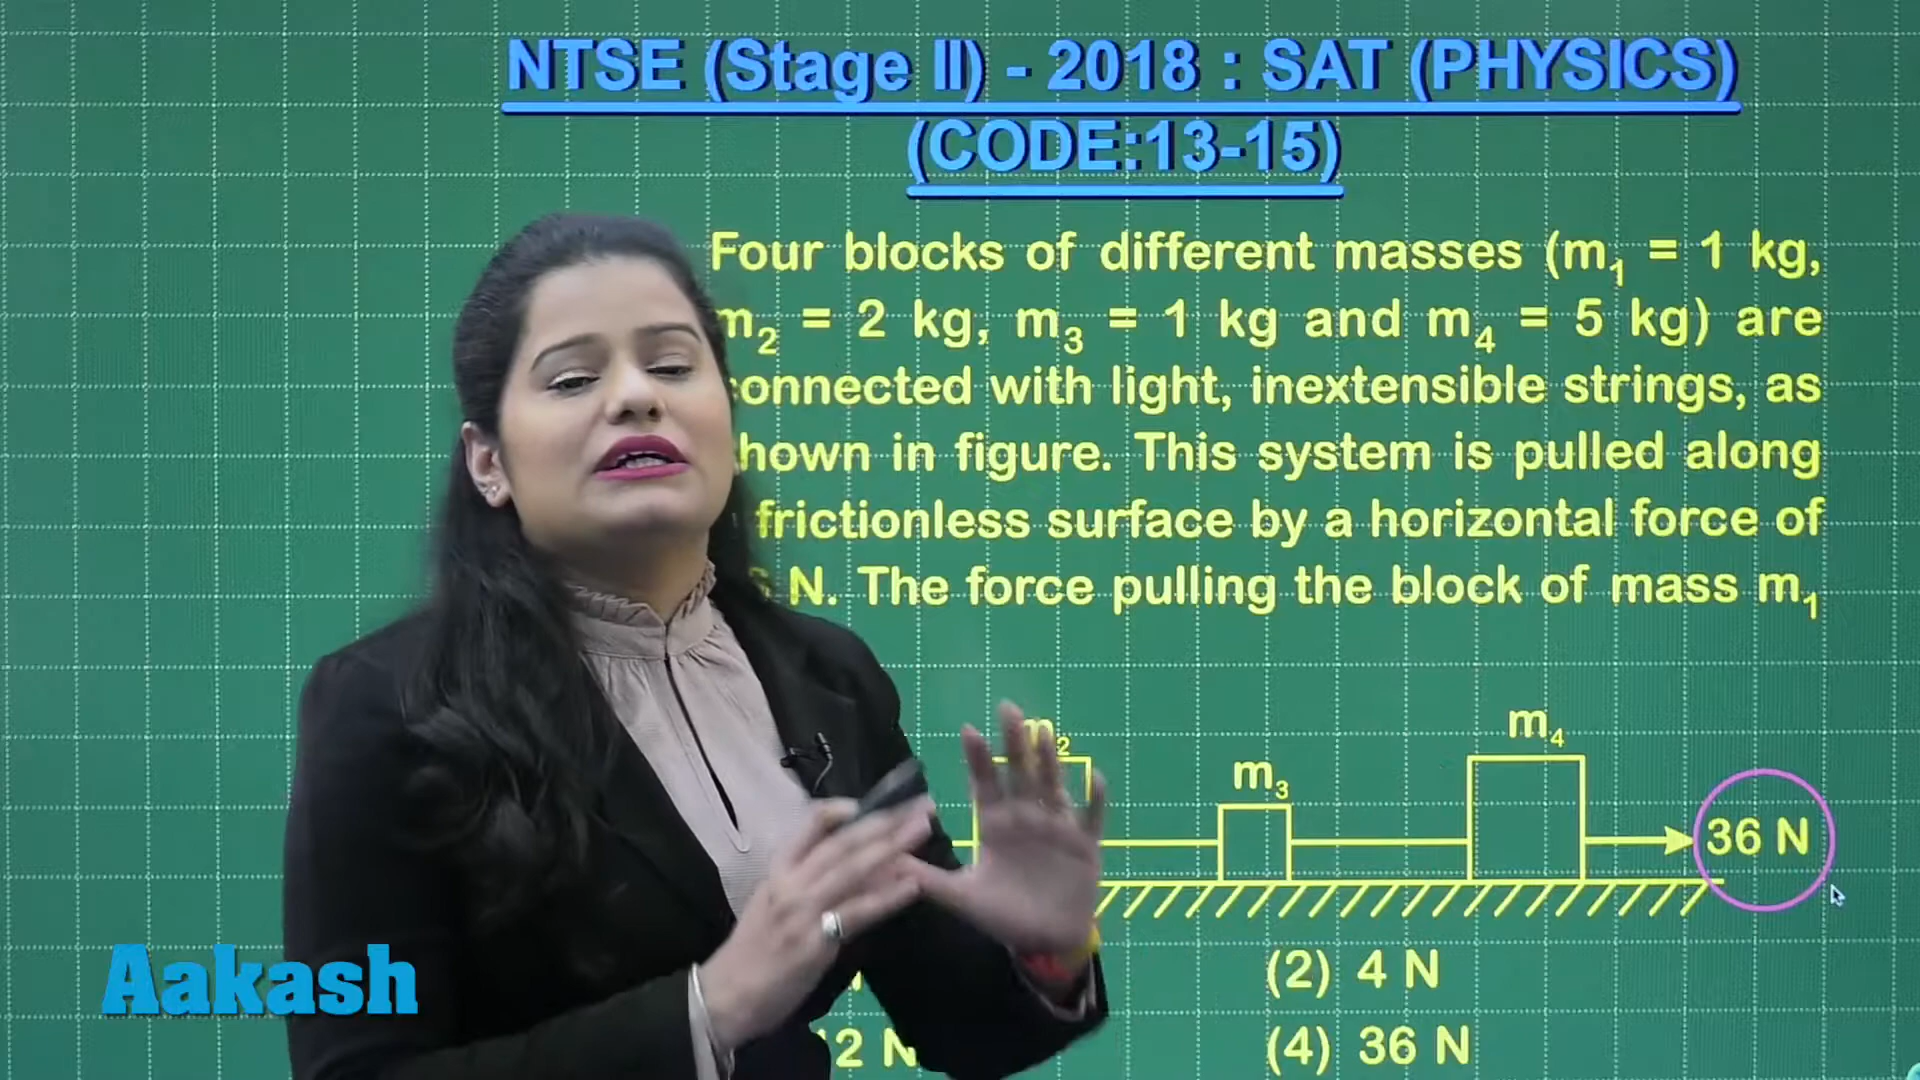 NTSE (Stage II) - 2018 : SAT (PHYSICS)
(CODE:13-15)
Four blocks of different masses (m₁ = 1 kg,
m₂ = 2 kg, m₃ = 1 kg and m₄ = 5 kg) are
connected with light, inextensible strings, as
hown in figure. This system is pulled along
frictionless surface by a horizontal force of
6 N. The force pulling the block of mass m₁
m₂
m₃
m₄
36 N
(2) 4 N
12 N
(4) 36 N
Aakash